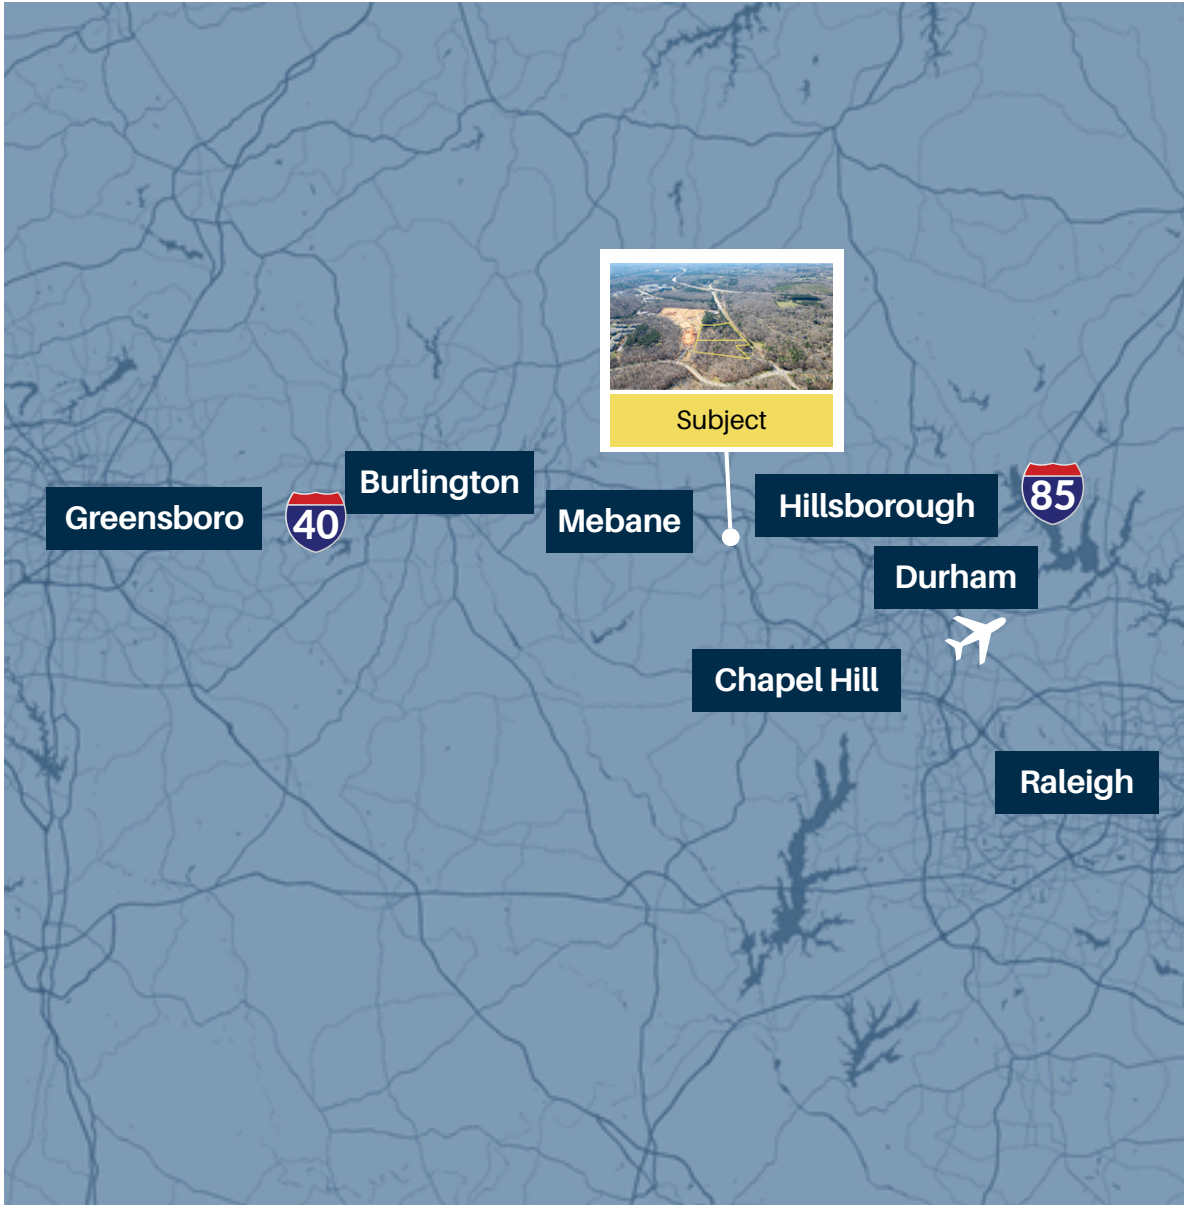 Subject
Burlington
Greensboro
40
Mebane
Hillsborough
85
Durham
Chapel Hill
Raleigh